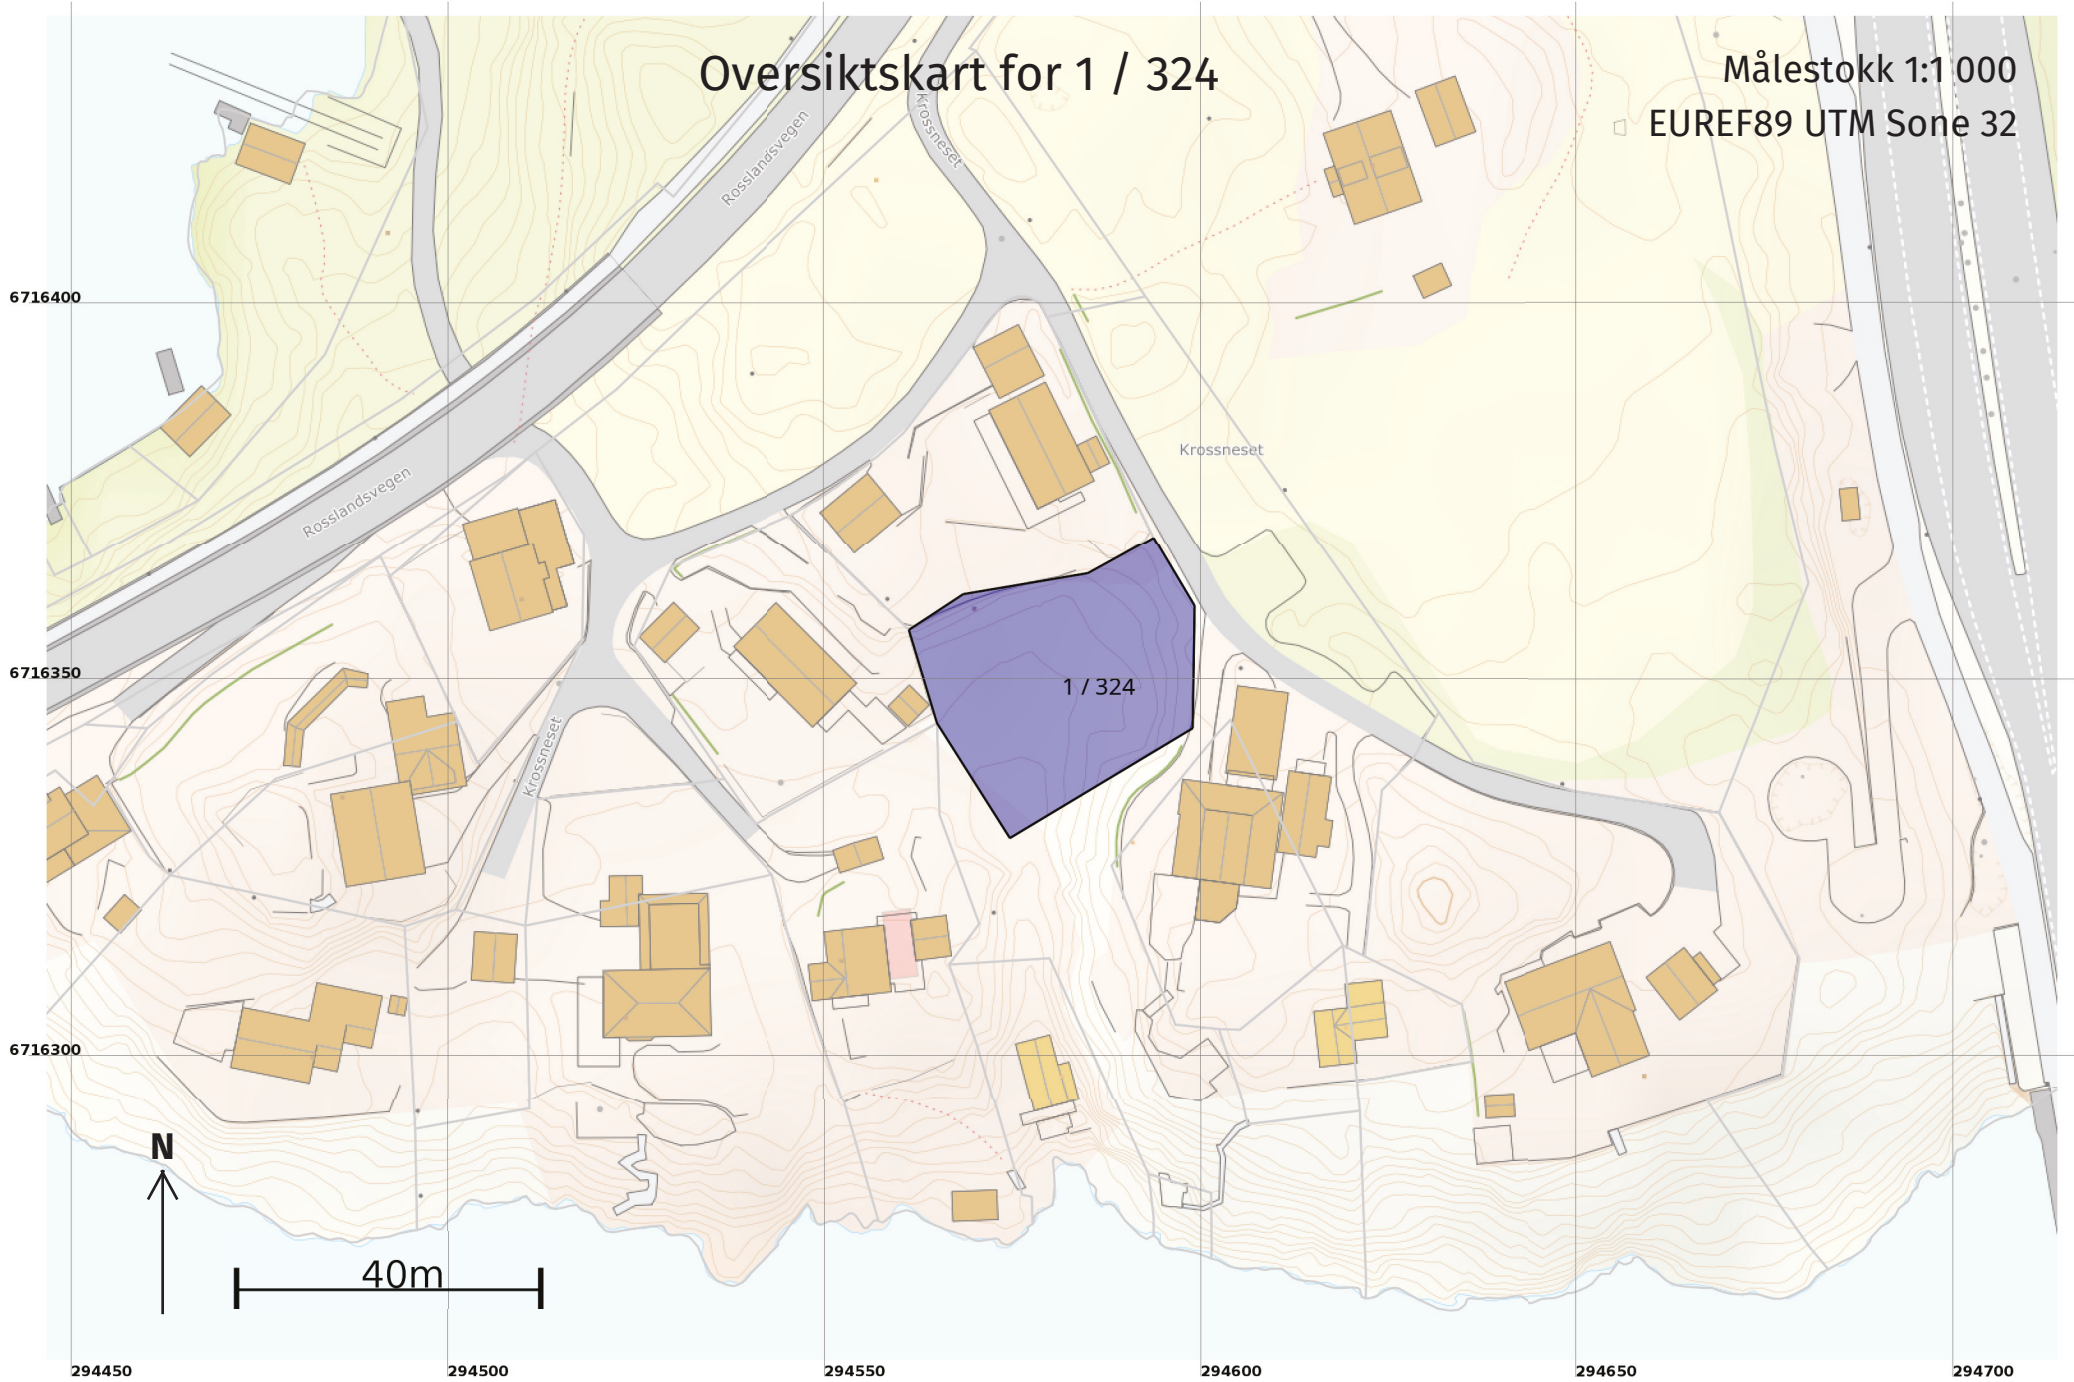 Oversiktskart for 1 / 324
Målestokk 1:1 000
EUREF89 UTM Sone 32
Rosslandsvegen
Krossneset
6716400
Krossneset
Rosslandsvegen
6716350
1 / 324
Krossneset
6716300
N
40m
294450
294500
294550
294600
294650
294700